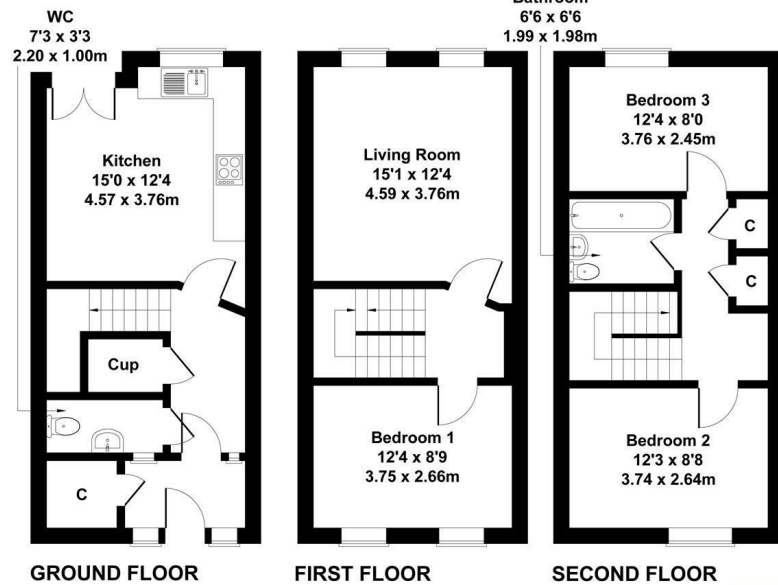 WC
7'3 x 3'3
2.20 x 1.00m
Kitchen
15'0 x 12'4
4.57 x 3.76m
Cup
C
GROUND FLOOR
Living Room
15'1 x 12'4
4.59 x 3.76m
Bedroom 1
12'4 x 8'9
3.75 x 2.66m
FIRST FLOOR
Bathroom
6'6 x 6'6
1.99 x 1.98m
Bedroom 3
12'4 x 8'0
3.76 x 2.45m
C
C
Bedroom 2
12'3 x 8'8
3.74 x 2.64m
SECOND FLOOR